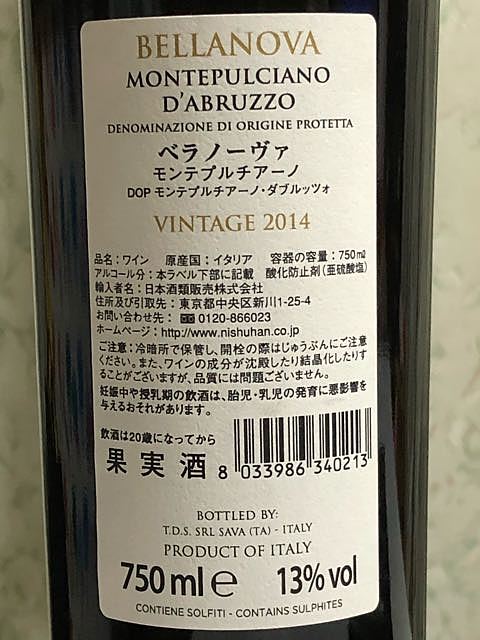 BELLANOVA
MONTEPULCIANO
D'ABRUZZO
DENOMINAZIONE DI ORIGINE PROTETTA
ベラノーヴァ
モンテプルチアーノ
DOP モンテプルチアーノ・ダブルッツォ
VINTAGE 2014
品名：ワイン 原産国：イタリア 容器の容量：750㎖
アルコール分：本ラベル下部に記載 酸化防止剤（亜硫酸塩）
輸入者名：日本酒類販売株式会社
住所及び引取先：東京都中央区新川1-25-4
お問い合わせ先：☎ 0120-866023
ホームページ：http://www.nishuhan.co.jp
ご注意：冷暗所で保管し、開栓の際はじゅうぶんにご注意
ください。また、ワインの成分が沈殿したり結晶化したりす
ることがございますが、品質には問題ございません。
妊娠中や授乳期の飲酒は、胎児・乳児の発育に悪影響を
与えるおそれがあります。
飲酒は20歳になってから
果実酒
8 033986 340213
BOTTLED BY:
T.D.S. SRL SAVA (TA) - ITALY
PRODUCT OF ITALY
750 ml ℮ 13% vol
CONTIENE SOLFITI - CONTAINS SULPHITES